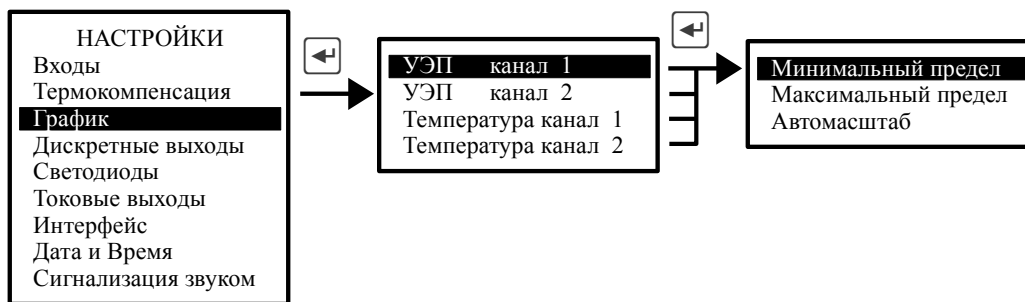 НАСТРОЙКИ
Входы
Термокомпенсация
График
Дискретные выходы
Светодиоды
Токовые выходы
Интерфейс
Дата и Время
Сигнализация звуком
УЭП канал 1
УЭП канал 2
Температура канал 1
Температура канал 2
Минимальный предел
Максимальный предел
Автомасштаб